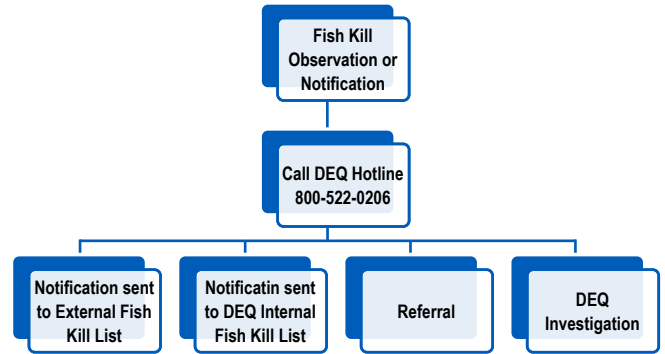 Fish Kill
Observation or
Notification
Call DEQ Hotline
800-522-0206
Notification sent
to External Fish
Kill List
Notificatin sent
to DEQ Internal
Fish Kill List
Referral
DEQ
Investigation